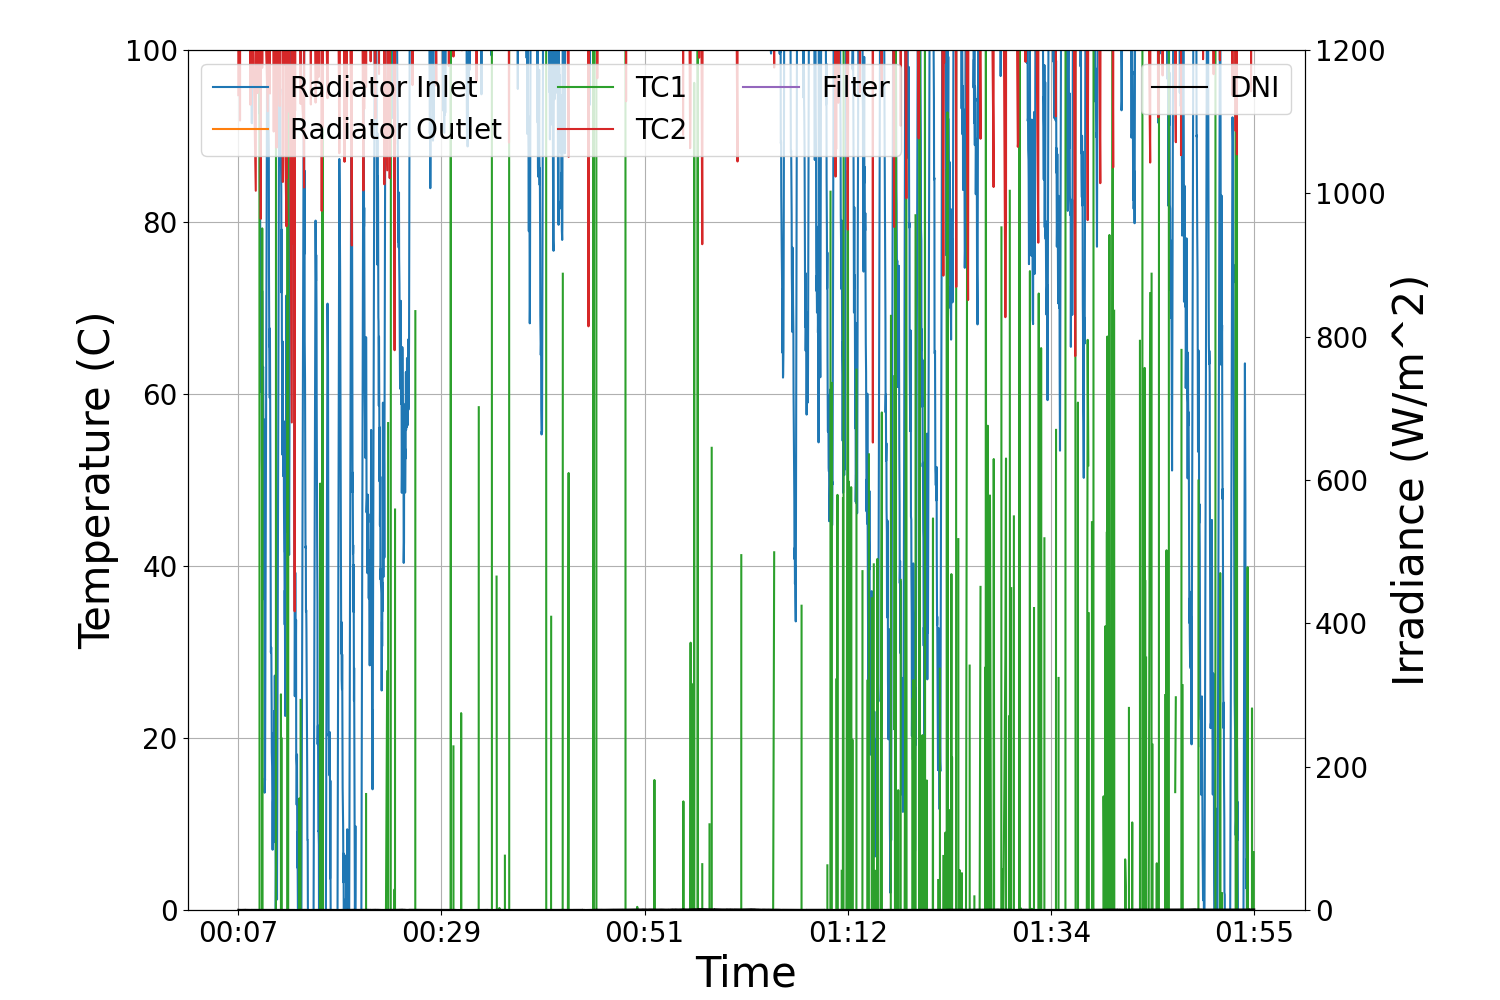 100
80
60
40
20
0
Temperature (C)
Radiator Inlet
Radiator Outlet
TC1
TC2
Filter
DNI
1200
1000
800
600
400
200
0
Irradiance (W/m^2)
00:07
00:29
00:51
01:12
01:34
01:55
Time